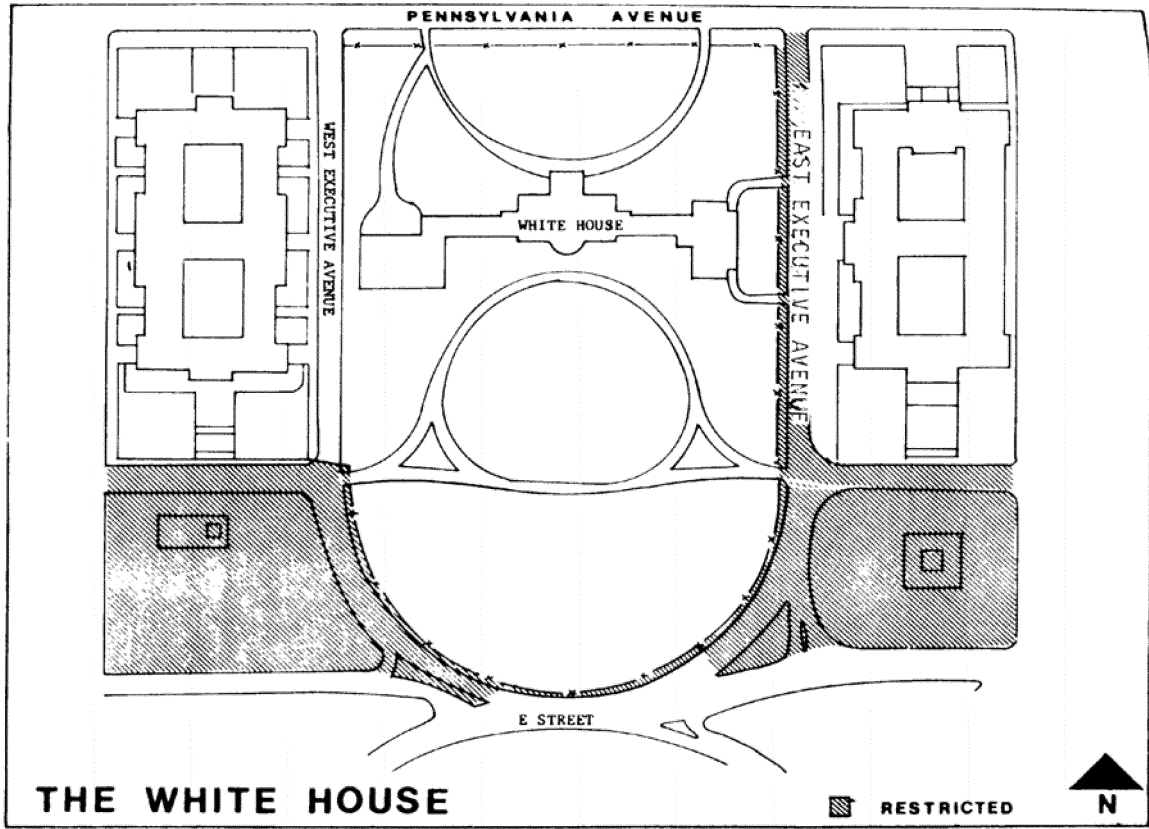 PENNSYLVANIA AVENUE
WEST EXECUTIVE AVENUE
EAST EXECUTIVE AVENUE
WHITE HOUSE
E STREET
THE WHITE HOUSE
RESTRICTED
N